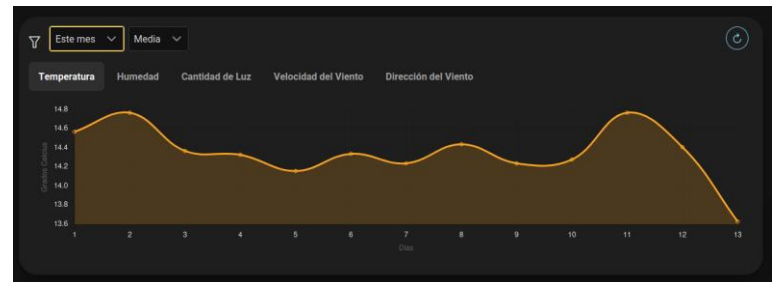 Este mes Media
Temperatura Humedad Cantidad de Luz Velocidad del Viento Dirección del Viento
14.8
14.6
14.4
14.2
14.0
13.8
13.6
Grados Celsius
1 2 3 4 5 6 7 8 9 10 11 12 13
Días